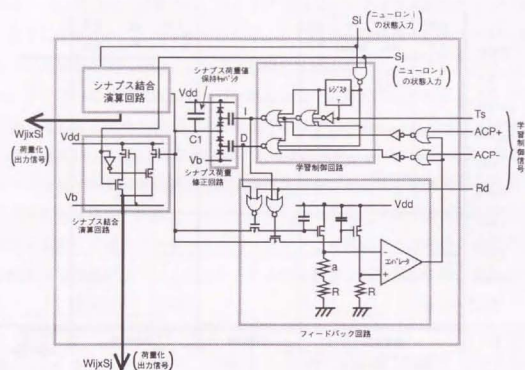 Si (ニューロン i の状態入力)
Sj (ニューロン j の状態入力)
シナプス結合
演算回路
シナプス荷重値
保持キャパシタ
Vdd
C1
Vb
I
D
シナプス荷重
修正回路
レジスタ
学習制御回路
Ts
ACP+
ACP-
Rd
学習制御信号
WjixSi
(荷重化
出力信号)
Vdd
Vb
シナプス結合
演算回路
Vdd
a
R
R
-
+
コンパレータ
フィードバック回路
WijxSj (荷重化
出力信号)